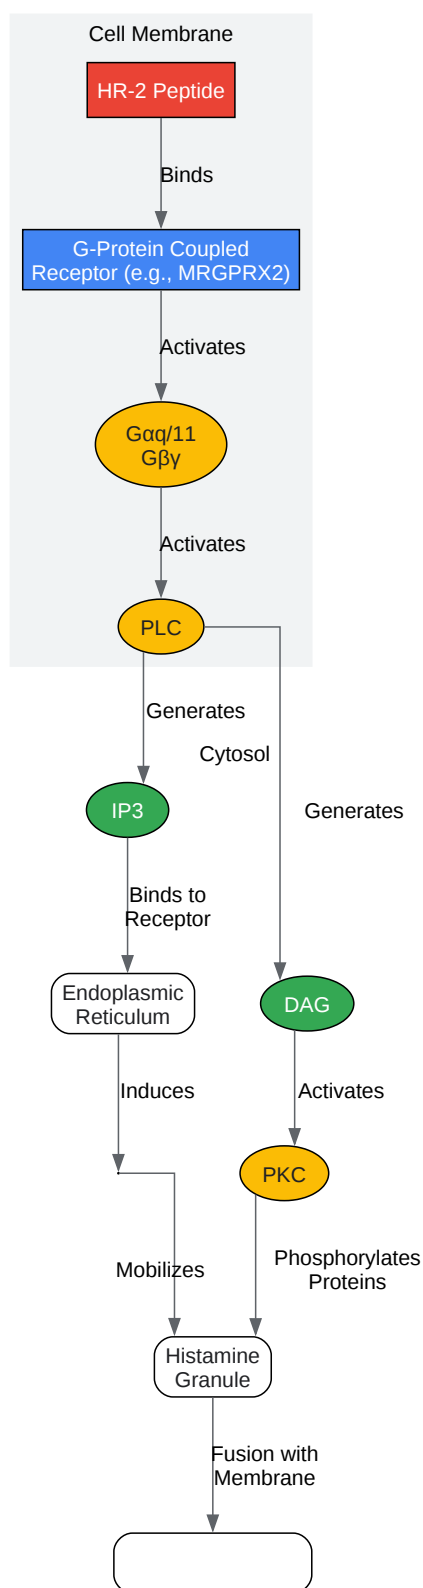 Cell Membrane
HR-2 Peptide
Binds
G-Protein Coupled
Receptor (e.g., MRGPRX2)
Activates
Gαq/11
Gβγ
Activates
PLC
Generates
Cytosol
IP3
Generates
Binds to
Receptor
Endoplasmic
Reticulum
DAG
Induces
Activates
PKC
Mobilizes
Phosphorylates
Proteins
Histamine
Granule
Fusion with
Membrane